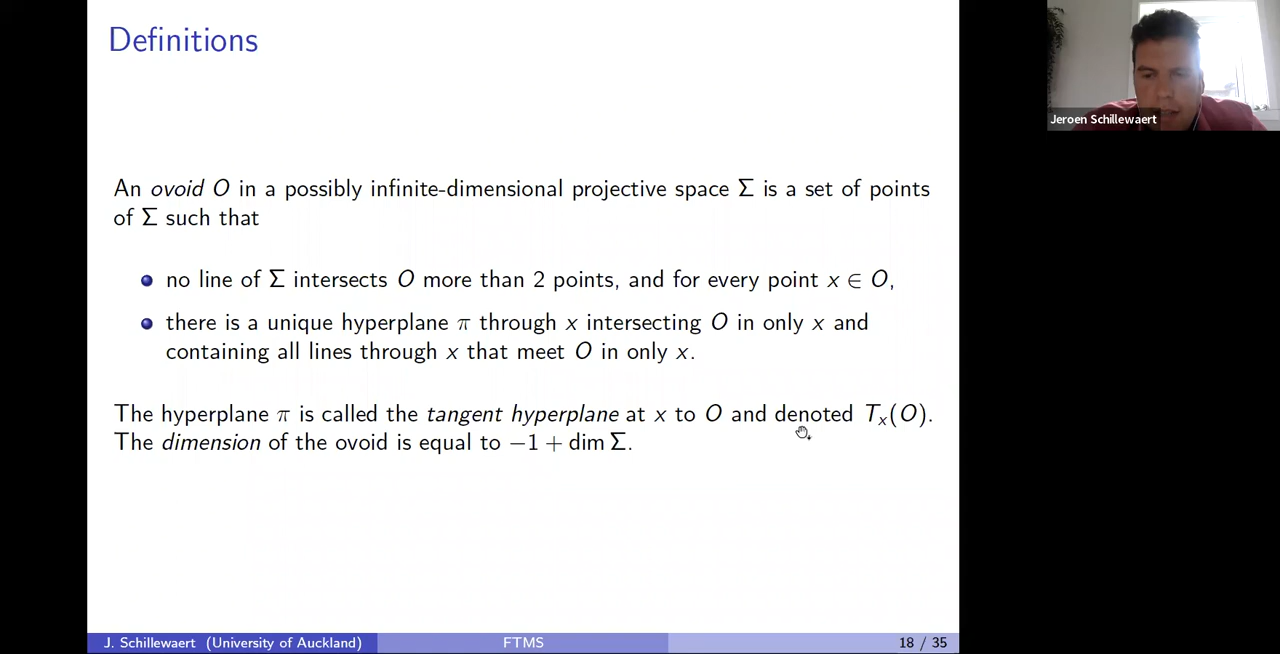 Definitions
Jeroen Schillewaert
An ovoid O in a possibly infinite-dimensional projective space Σ is a set of points
of Σ such that
no line of Σ intersects O more than 2 points, and for every point x ∈ O,
there is a unique hyperplane π through x intersecting O in only x and
containing all lines through x that meet O in only x.
The hyperplane π is called the tangent hyperplane at x to O and denoted Tₓ(O).
The dimension of the ovoid is equal to −1 + dim Σ.
J. Schillewaert (University of Auckland)
FTMS
18 / 35